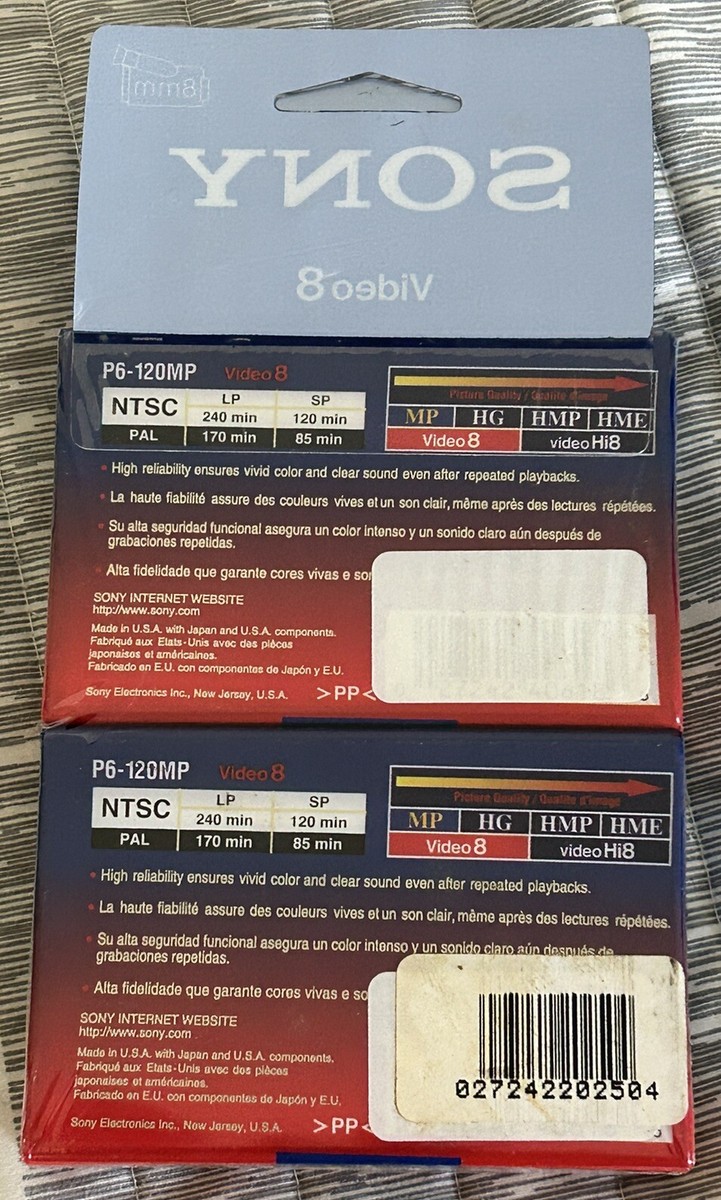 8mm
SONY
Video 8
P6-120MP Video 8
NTSC LP SP
240 min 120 min
PAL 170 min 85 min
Picture Quality / Qualité d'image
MP HG HMP HME
Video 8 video Hi8
• High reliability ensures vivid color and clear sound even after repeated playbacks.
• La haute fiabilité assure des couleurs vives et un son clair, même après des lectures répétées.
• Su alta seguridad funcional asegura un color intenso y un sonido claro aún después de
grabaciones repetidas.
• Alta fidelidade que garante cores vivas e
SONY INTERNET WEBSITE
http://www.sony.com
Made in U.S.A. with Japan and U.S.A. components.
Fabriqué aux Etats-Unis avec des pièces
japonaises et américaines.
Fabricado en E.U. con componentes de Japón y E.U.
Sony Electronics Inc., New Jersey, U.S.A. >PP<
P6-120MP Video 8
NTSC LP SP
240 min 120 min
PAL 170 min 85 min
Picture Quality / Qualité d'image
MP HG HMP HME
Video 8 video Hi8
• High reliability ensures vivid color and clear sound even after repeated playbacks.
• La haute fiabilité assure des couleurs vives et un son clair, même après des lectures répétées.
• Su alta seguridad funcional asegura un color intenso y un sonido claro aún después de
grabaciones repetidas.
• Alta fidelidade que garante cores vivas e
SONY INTERNET WEBSITE
http://www.sony.com
Made in U.S.A. with Japan and U.S.A. components.
Fabriqué aux Etats-Unis avec des pièces
japonaises et américaines.
Fabricado en E.U. con componentes de Japón y E.U.
Sony Electronics Inc., New Jersey, U.S.A. >PP<
027242202504